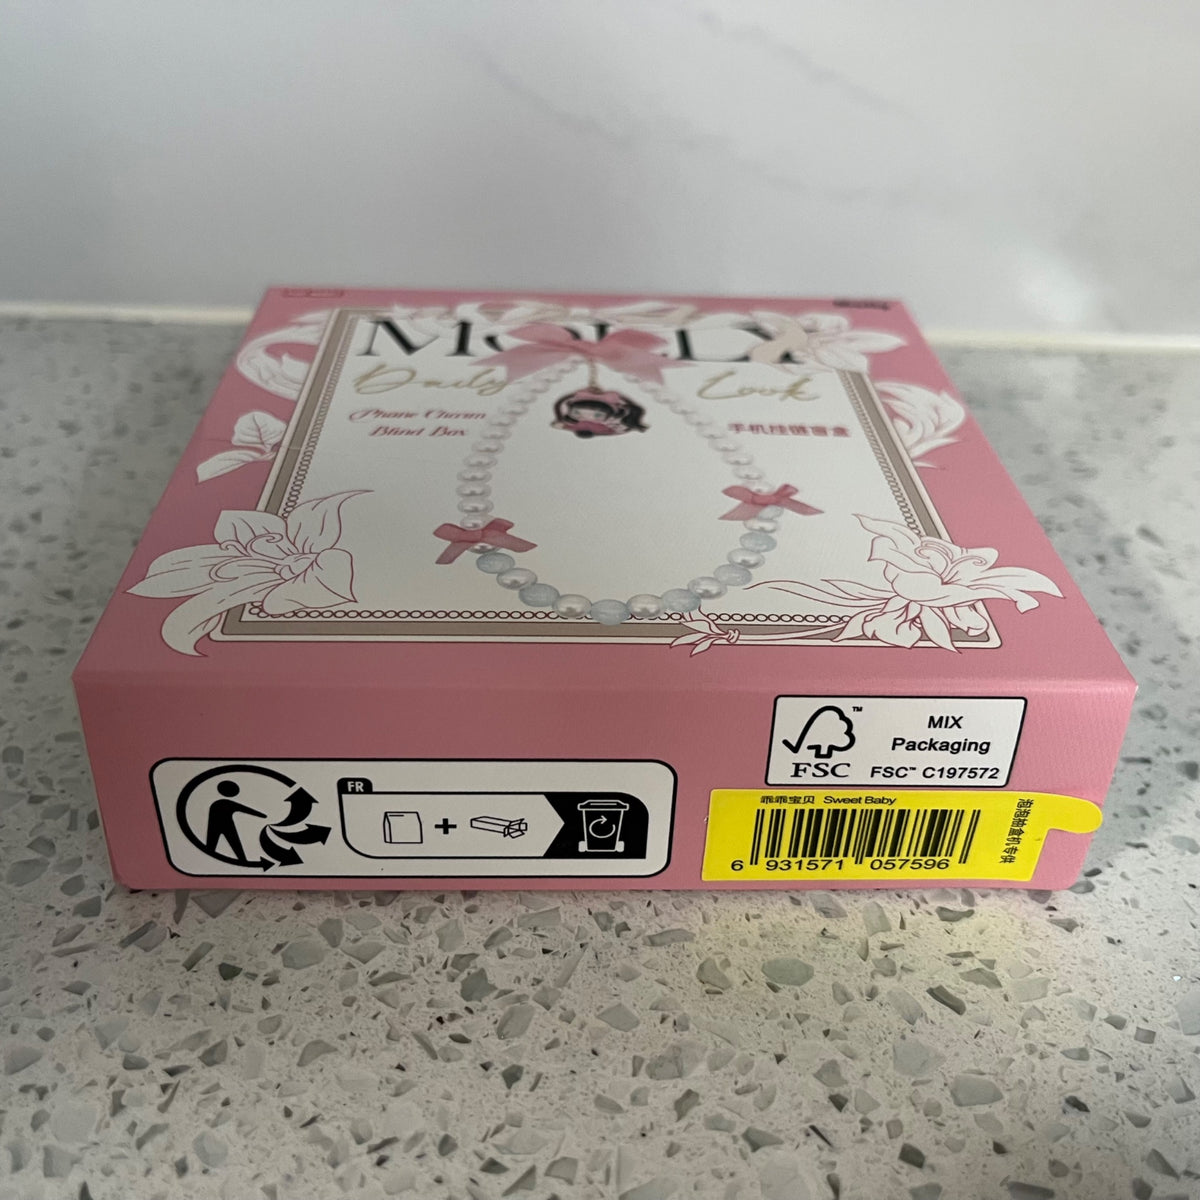 MOLLY
Daily Look
Phone Charm
Blind Box
手机挂链盲盒
FSC™
MIX
Packaging
FSC™ C197572
FR
+
乖乖宝贝 Sweet Baby
6 931571 057596
泡泡抽盒机专供